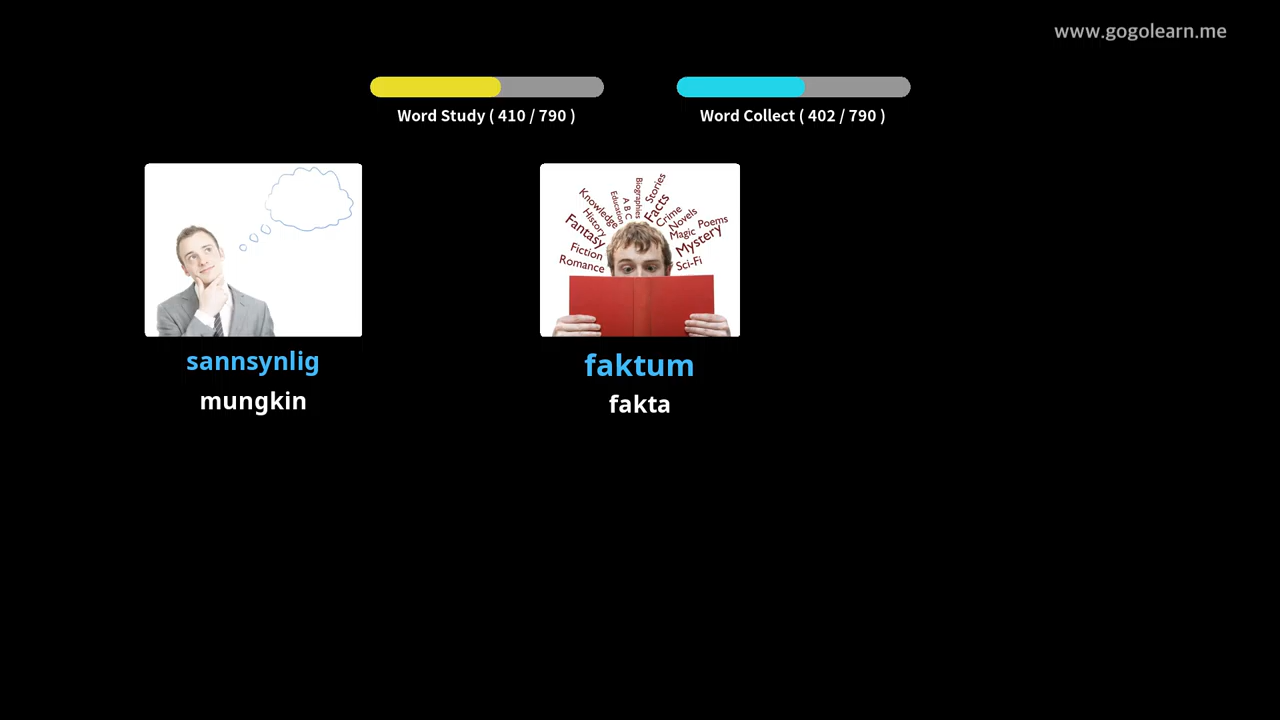 www.gogolearn.me
Word Study ( 410 / 790 )
Word Collect ( 402 / 790 )
Stories
Biographies
Facts
Knowledge
Education
A B C
Crime
History
Novels
Poems
Fantasy
Magic
Mystery
Fiction
Sci-Fi
Romance
sannsynlig
faktum
mungkin
fakta